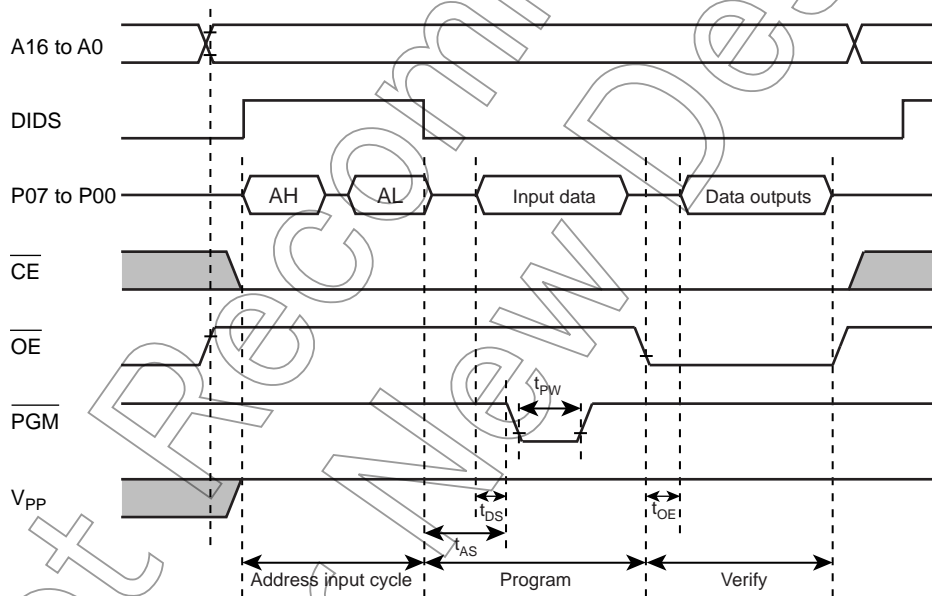 A16 to A0
DIDS
P07 to P00
AH
AL
Input data
Data outputs
CE
OE
tPW
PGM
VPP
tDS
tOE
tAS
Address input cycle
Program
Verify